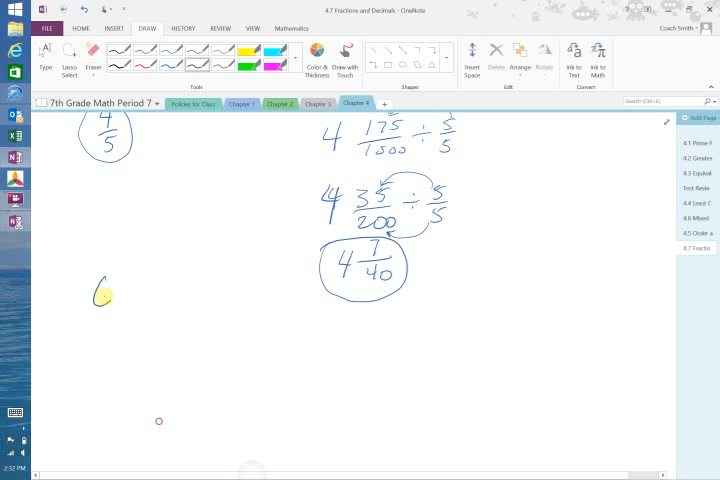 4.7 Fractions and Decimals - OneNote
FILE HOME INSERT DRAW HISTORY REVIEW VIEW Mathematics
Coach Smith
Type
Lasso Select
Eraser
Color & Thickness
Draw with Touch
Insert Space
Delete
Arrange
Rotate
Ink to Text
Ink to Math
Tools
Shapes
Edit
Convert
7th Grade Math Period 7
Policies for Class Chapter 1 Chapter 2 Chapter 3 Chapter 4 +
Search (Ctrl+E)
Add Page
4.1 Prime F
4.2 Greates
4.3 Equival
Test Revie
4.4 Least C
4.6 Mixed
4.5 Order a
4.7 Fractio
4/5
4 175/1000 ÷ 5/5
4 35/200 ÷ 5/5
4 7/40
2:32 PM